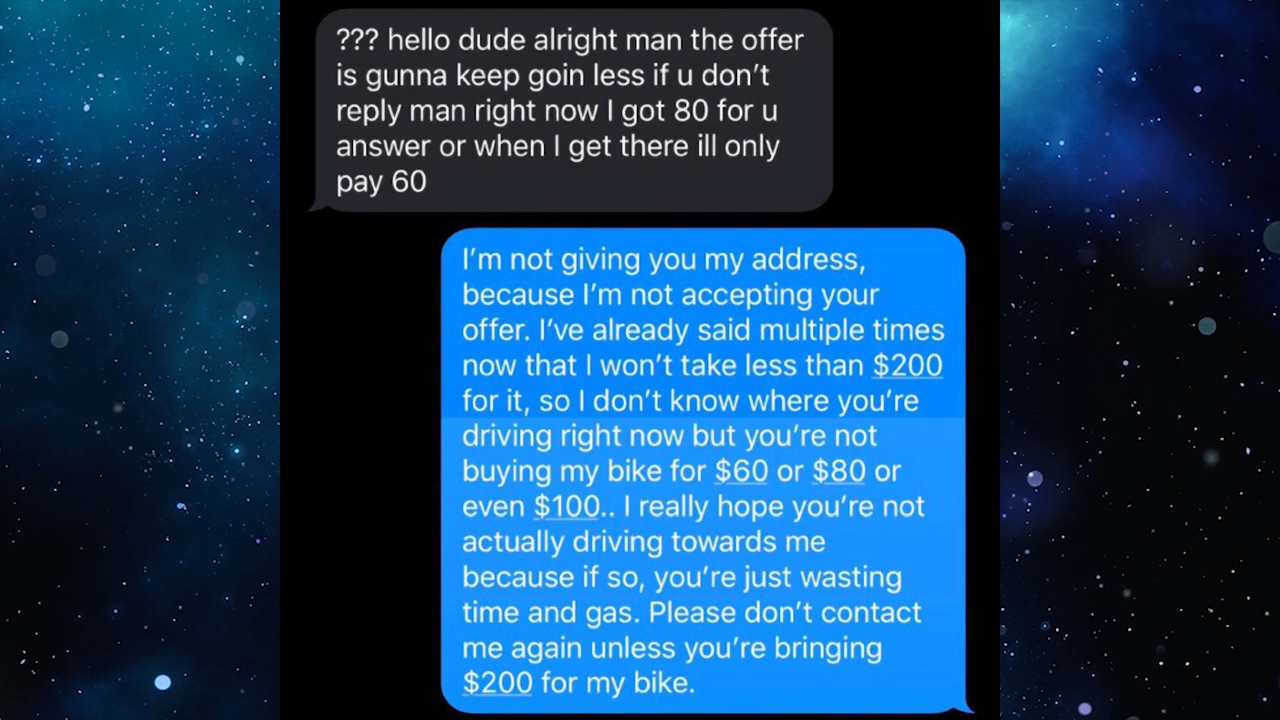 ??? hello dude alright man the offer
is gunna keep goin less if u don’t
reply man right now I got 80 for u
answer or when I get there ill only
pay 60
I’m not giving you my address,
because I’m not accepting your
offer. I’ve already said multiple times
now that I won’t take less than $200
for it, so I don’t know where you’re
driving right now but you’re not
buying my bike for $60 or $80 or
even $100.. I really hope you’re not
actually driving towards me
because if so, you’re just wasting
time and gas. Please don’t contact
me again unless you’re bringing
$200 for my bike.